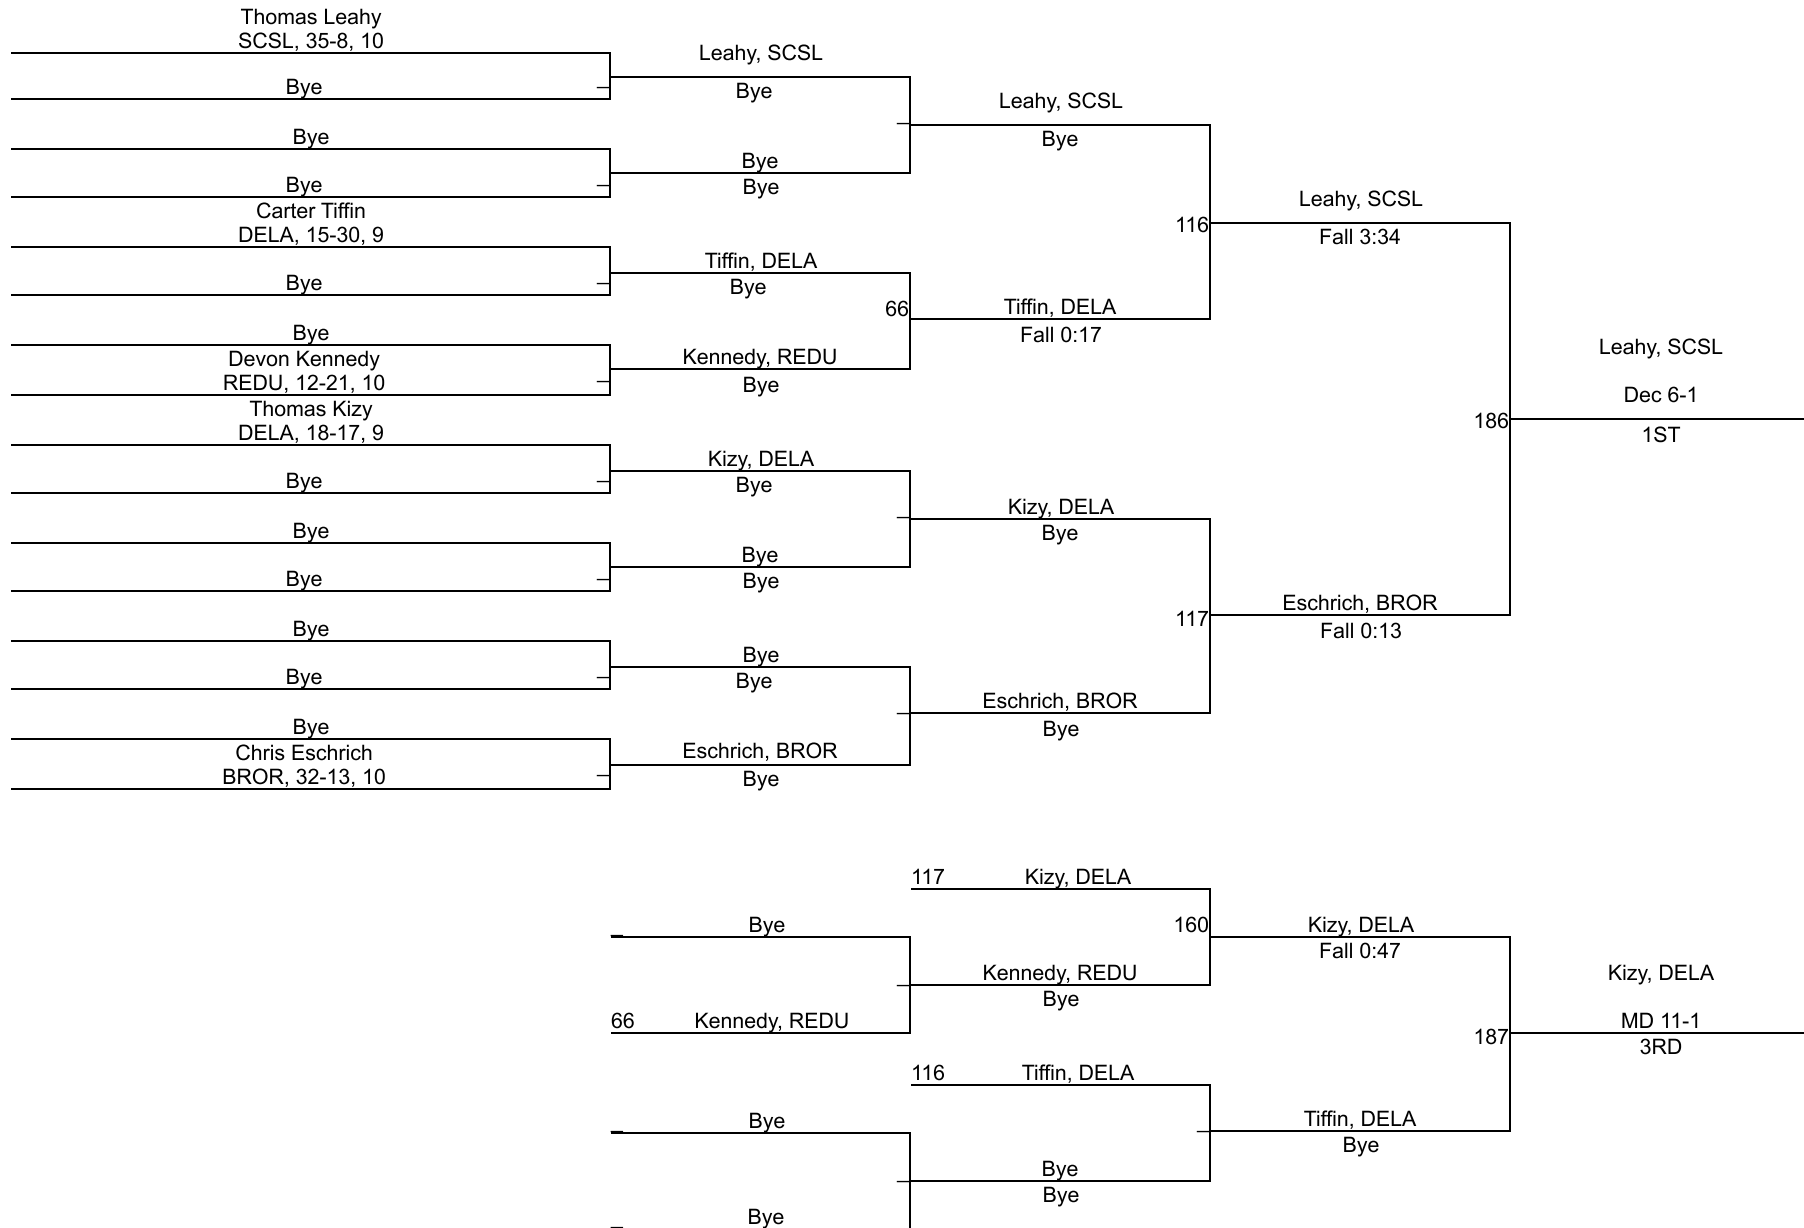 Thomas Leahy
SCSL, 35-8, 10
Bye
Bye
Bye
Carter Tiffin
DELA, 15-30, 9
Bye
Bye
Devon Kennedy
REDU, 12-21, 10
Thomas Kizy
DELA, 18-17, 9
Bye
Bye
Bye
Bye
Bye
Bye
Chris Eschrich
BROR, 32-13, 10
Leahy, SCSL
Bye
Bye
Bye
Tiffin, DELA
Bye
66
Kennedy, REDU
Bye
Kizy, DELA
Bye
Bye
Bye
Bye
Bye
Eschrich, BROR
Bye
Leahy, SCSL
Bye
116
Tiffin, DELA
Fall 0:17
Kizy, DELA
Bye
117
Eschrich, BROR
Bye
Leahy, SCSL
Fall 3:34
186
Eschrich, BROR
Fall 0:13
Leahy, SCSL
Dec 6-1
1ST
117 Kizy, DELA
Bye
160
Kennedy, REDU
Bye
66 Kennedy, REDU
116 Tiffin, DELA
Bye
Bye
Bye
Bye
Kizy, DELA
Fall 0:47
187
Tiffin, DELA
Bye
Kizy, DELA
MD 11-1
3RD